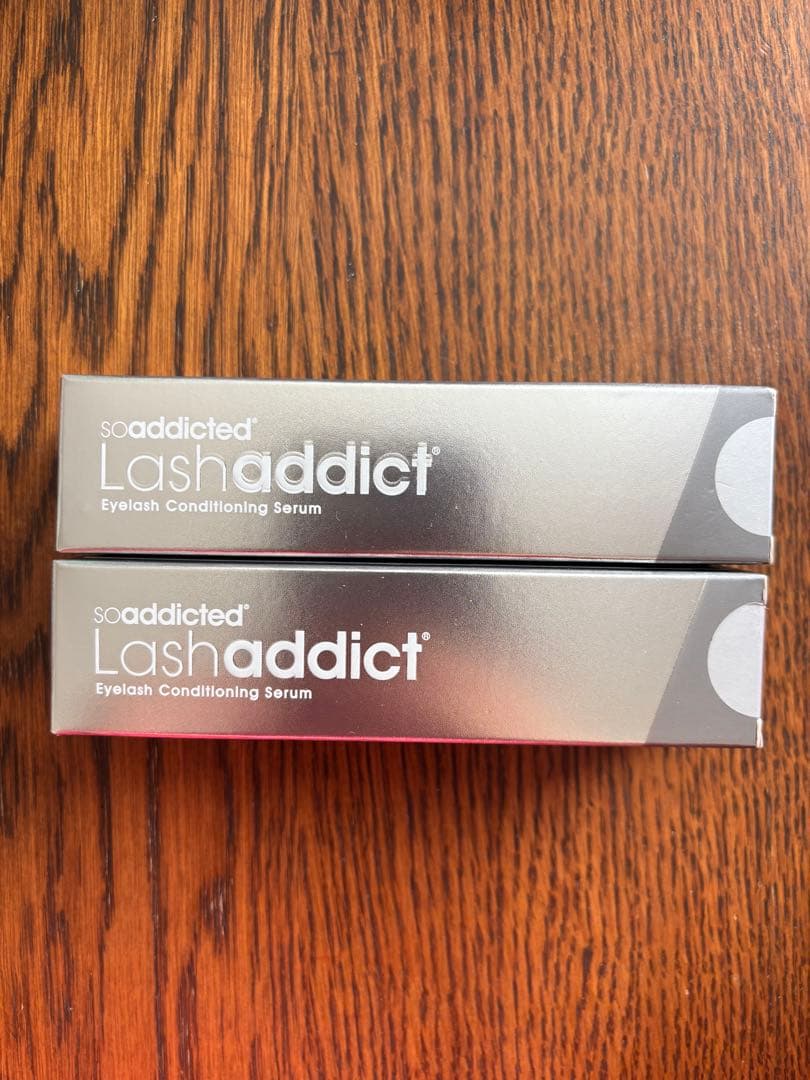 soaddicted®
Lashaddict®
Eyelash Conditioning Serum
soaddicted®
Lashaddict®
Eyelash Conditioning Serum